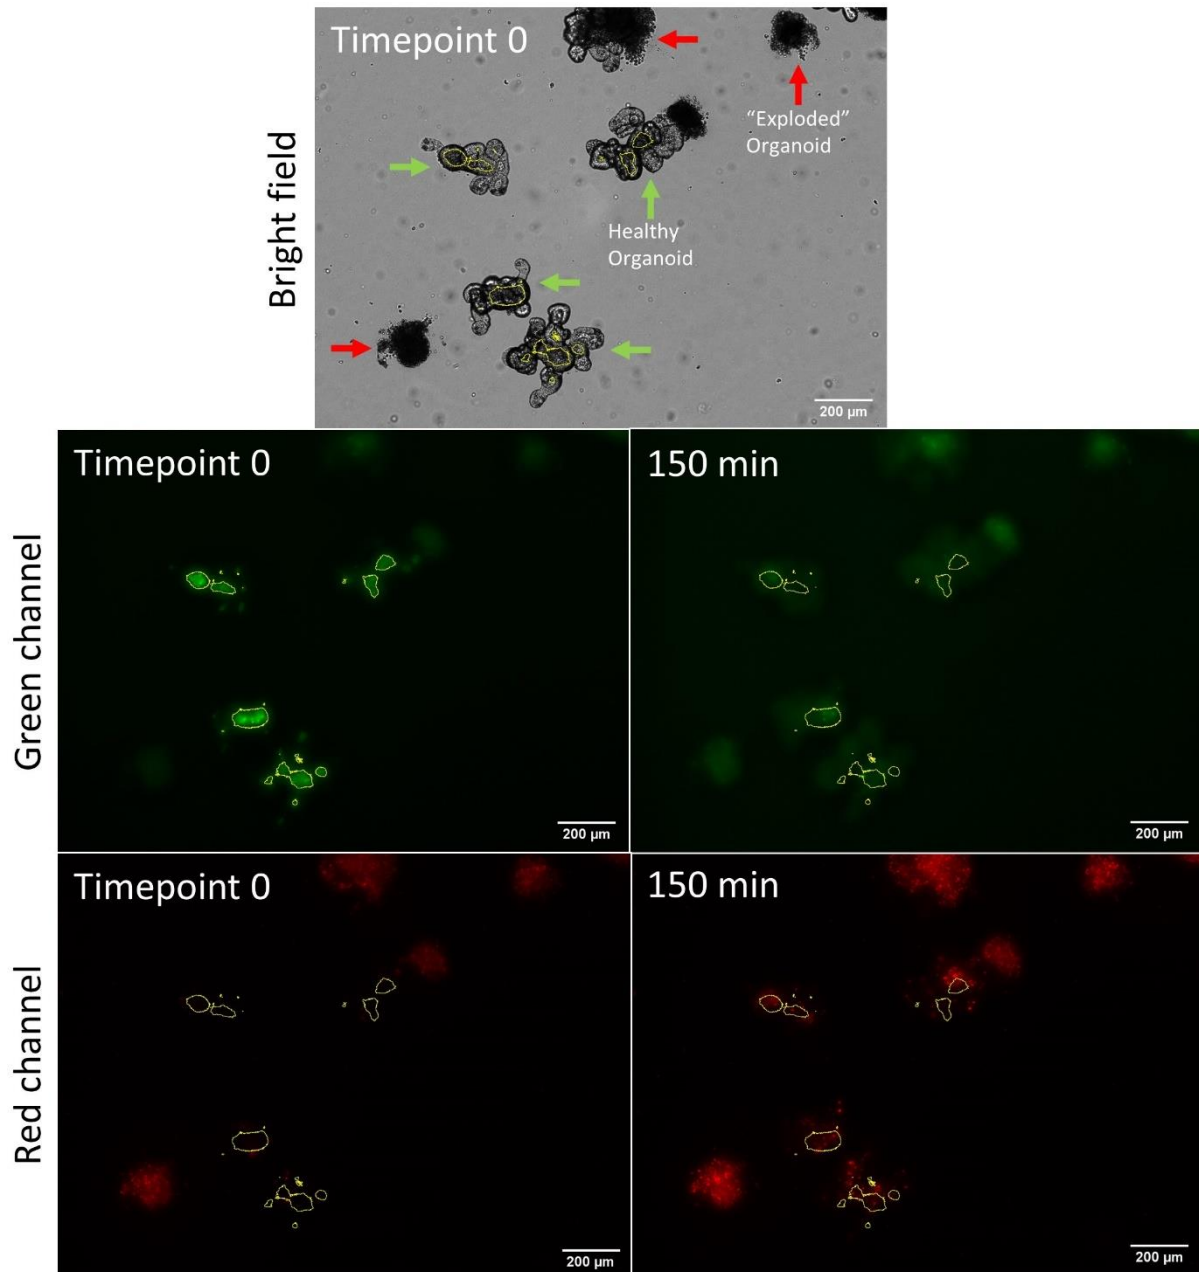 Bright field
Timepoint 0
“Exploded”
Organoid
Healthy
Organoid
200 µm
Green channel
Timepoint 0
200 µm
150 min
200 µm
Red channel
Timepoint 0
200 µm
150 min
200 µm